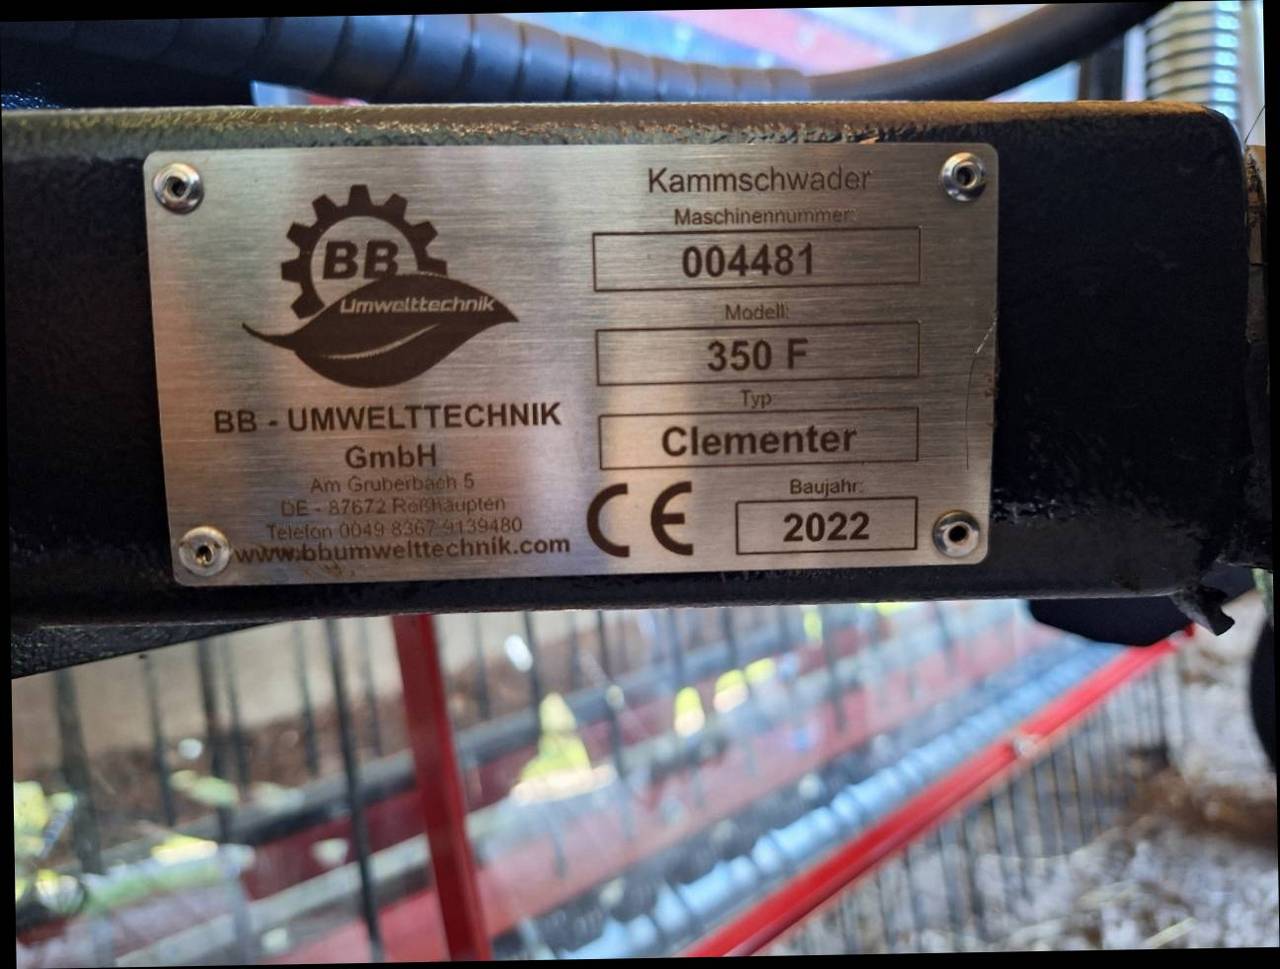 BB
Umwelttechnik
BB - UMWELTTECHNIK
GmbH
Am Gruberbach 5
DE - 87672 Roßhaupten
Telefon 0049 8367 9139480
www.bbumwelttechnik.com
Kammschwader
Maschinennummer:
004481
Modell:
350 F
Typ
Clementer
CE
Baujahr:
2022